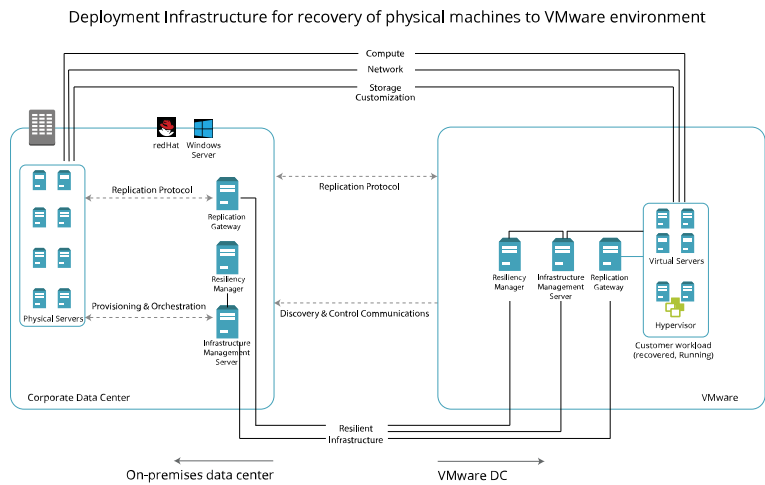 Deployment Infrastructure for recovery of physical machines to VMware environment
Compute
Network
Storage
Customization
redHat
Windows
Server
Replication Protocol
Replication
Gateway
Resiliency
Manager
Provisioning & Orchestration
Physical Servers
Infrastructure
Management
Server
Corporate Data Center
Replication Protocol
Discovery & Control Communications
Resiliency
Manager
Infrastructure
Management
Server
Replication
Gateway
Virtual Servers
Hypervisor
Customer workload
(recovered, Running)
VMware
Resilient
Infrastructure
On-premises data center
VMware DC